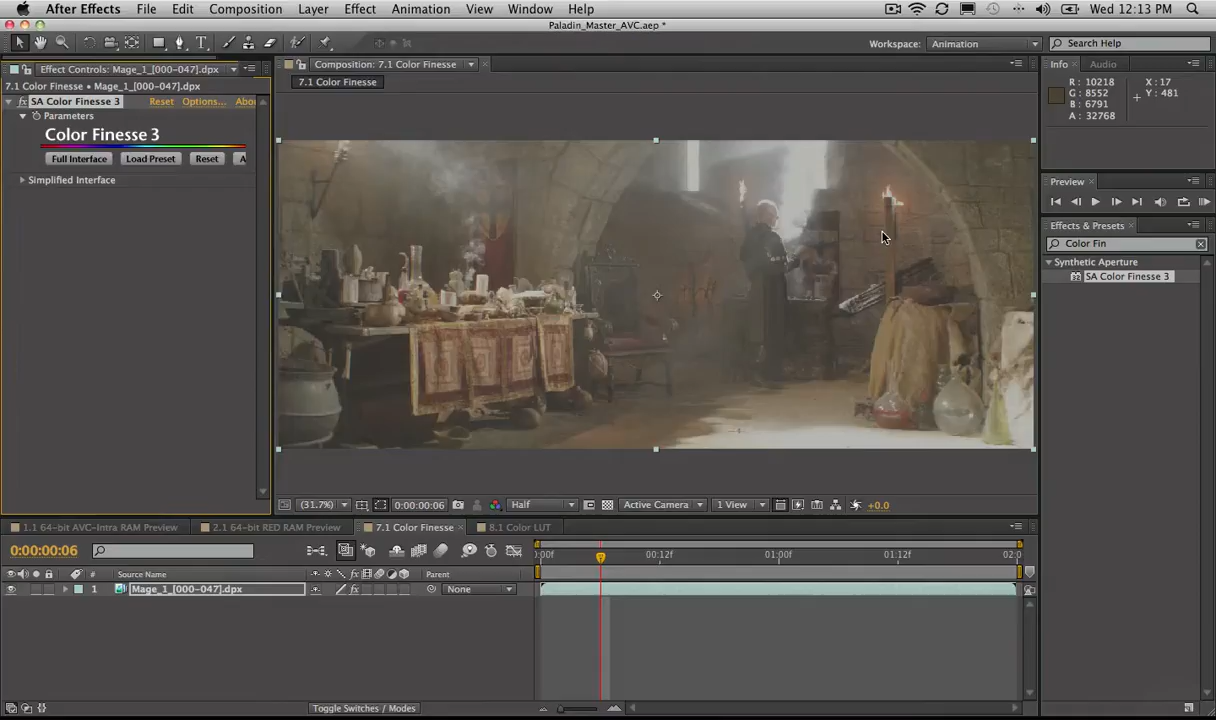 After Effects File Edit Composition Layer Effect Animation View Window Help Wed 12:13 PM
Paladin_Master_AVC.aep *
Workspace: Animation Search Help
Effect Controls: Mage_1_[000-047].dpx
Composition: 7.1 Color Finesse
Info Audio
7.1 Color Finesse • Mage_1_[000-047].dpx
7.1 Color Finesse
R: 10218 X: 17
G: 8552 Y: 481
B: 6791
A: 32768
SA Color Finesse 3 Reset Options... Abou
Parameters
Color Finesse 3
Full Interface Load Preset Reset A
Simplified Interface
Preview
Effects & Presets
Color Fin
Synthetic Aperture
SA Color Finesse 3
(31.7%) 0:00:00:06 Half Active Camera 1 View +0.0
1.1 64-bit AVC-Intra RAM Preview 2.1 64-bit RED RAM Preview 7.1 Color Finesse 8.1 Color LUT
0:00:00:06
:00f 00:12f 01:00f 01:12f 02:0
# Source Name Parent
1 Mage_1_[000-047].dpx None
Toggle Switches / Modes